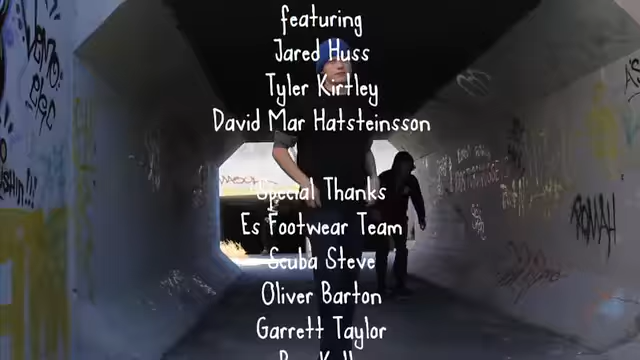 featuring
Jared Huss
Tyler Kirtley
David Mar Hatsteinsson
Special Thanks
Es Footwear Team
Scuba Steve
Oliver Barton
Garrett Taylor